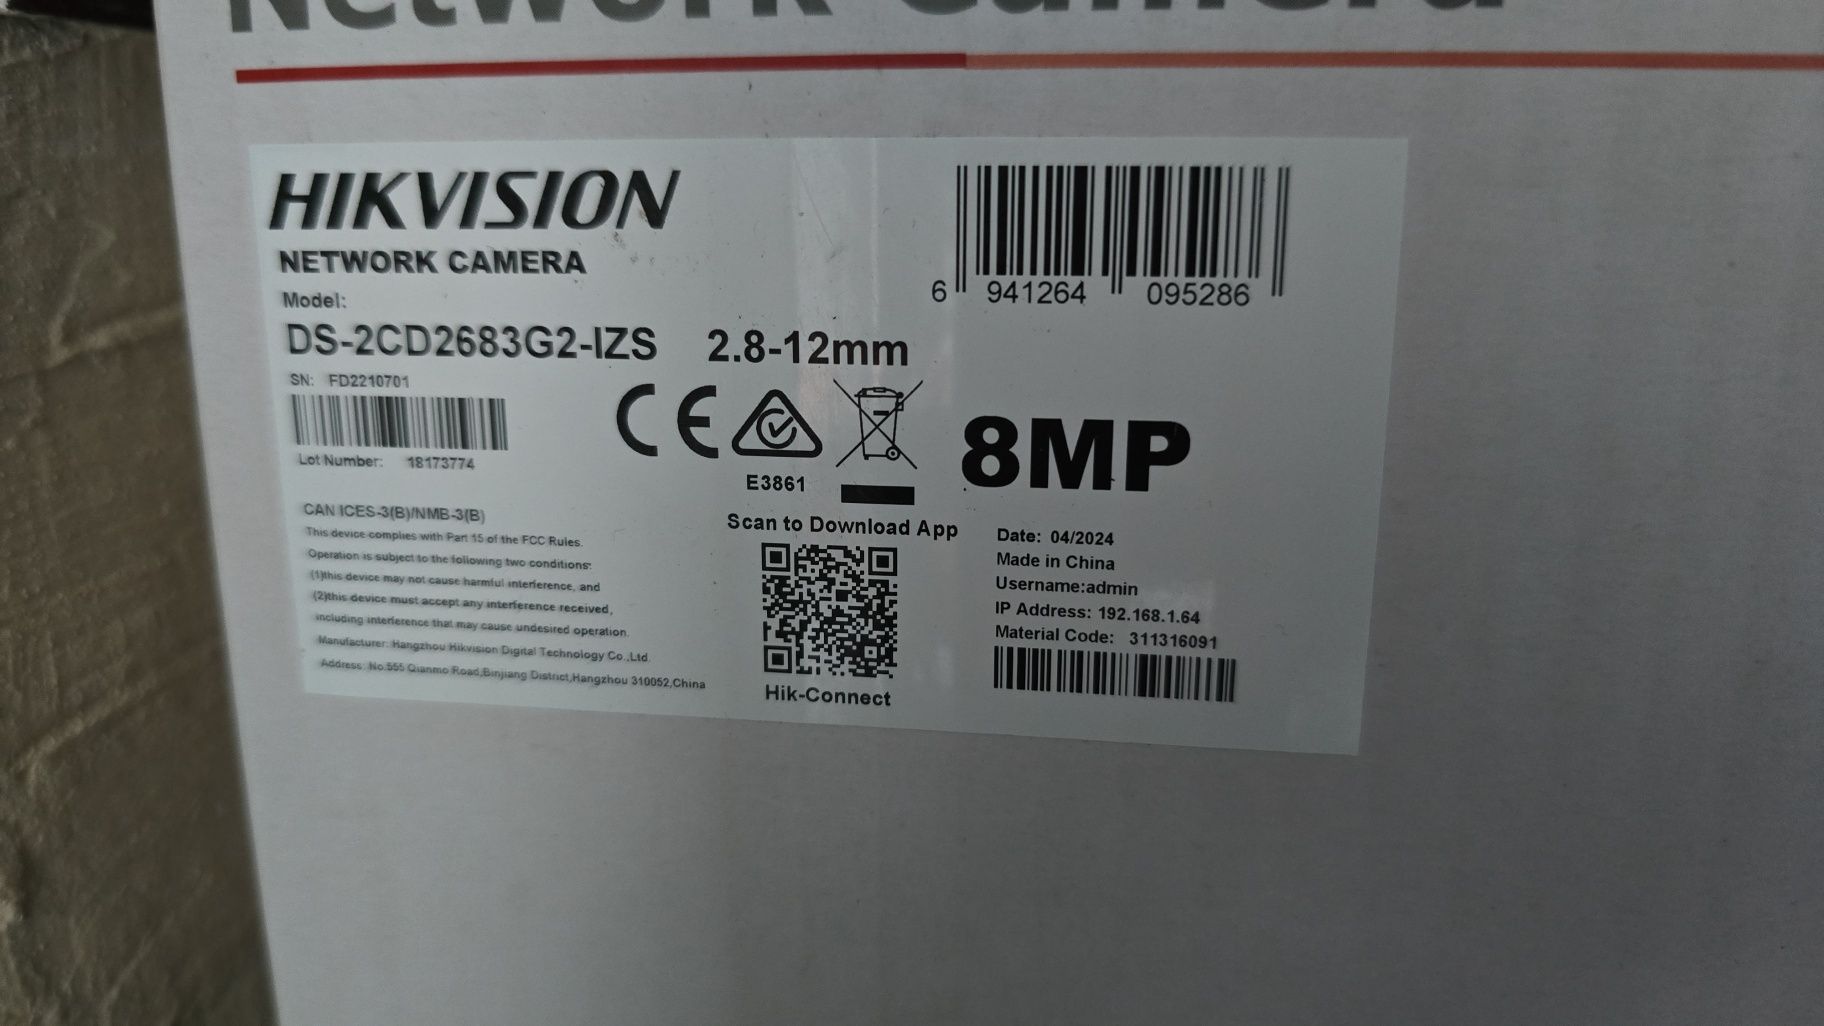 Network Camera
HIKVISION
NETWORK CAMERA
Model:
DS-2CD2683G2-IZS 2.8-12mm
SN: FD2210701
Lot Number: 18173774
6 941264 095286
CE
E3861
8MP
CAN ICES-3(B)/NMB-3(B)
This device complies with Part 15 of the FCC Rules.
Operation is subject to the following two conditions:
(1)this device may not cause harmful interference, and
(2)this device must accept any interference received,
including interference that may cause undesired operation.
Manufacturer: Hangzhou Hikvision Digital Technology Co.,Ltd.
Address: No.555 Qianmo Road,Binjiang District,Hangzhou 310052,China
Scan to Download App
Hik-Connect
Date: 04/2024
Made in China
Username:admin
IP Address: 192.168.1.64
Material Code: 311316091